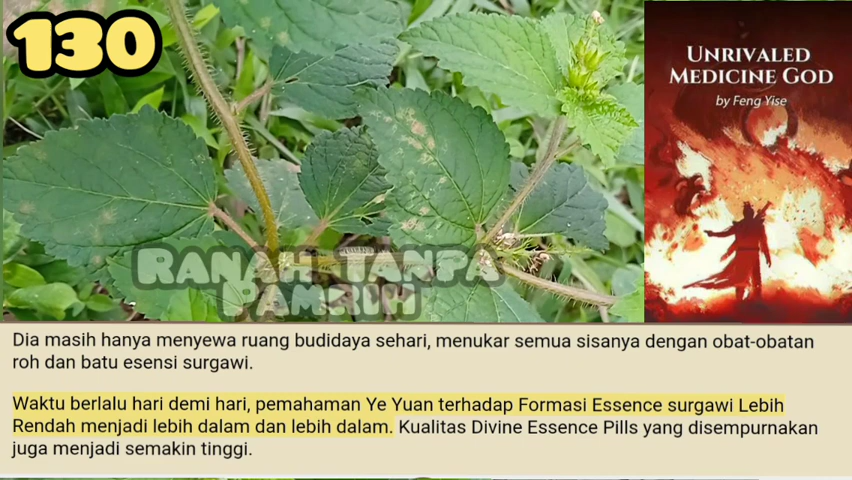 130
UNRIVALED
MEDICINE GOD
by Feng Yise
RANAH TANPA
PAMRIH
Dia masih hanya menyewa ruang budidaya sehari, menukar semua sisanya dengan obat-obatan
roh dan batu esensi surgawi.
Waktu berlalu hari demi hari, pemahaman Ye Yuan terhadap Formasi Essence surgawi Lebih
Rendah menjadi lebih dalam dan lebih dalam. Kualitas Divine Essence Pills yang disempurnakan
juga menjadi semakin tinggi.